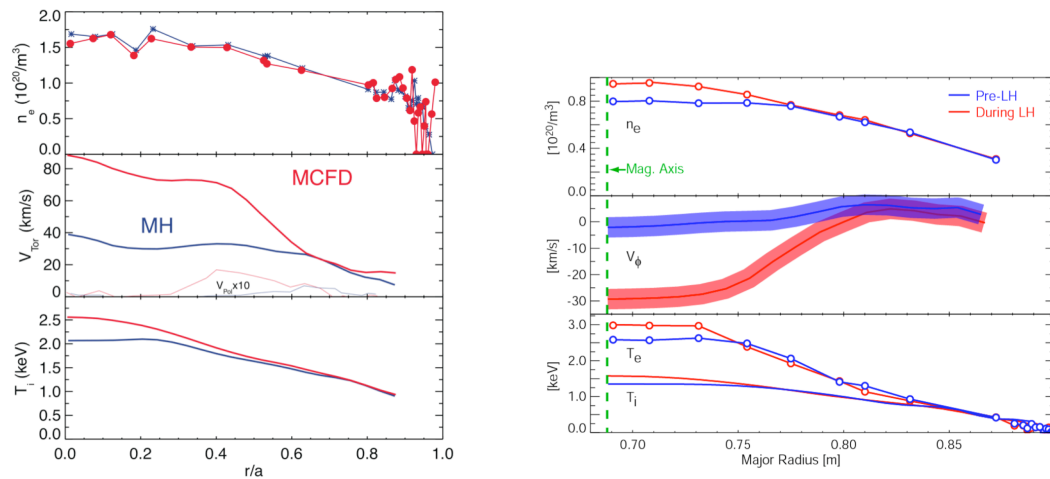 2.0
1.5
1.0
0.5
0.0
n_e (10^20/m^3)
80
60
40
20
0
V_Tor (km/s)
MCFD
MH
V_Pol x10
2.5
2.0
1.5
1.0
0.5
0.0
T_i (keV)
0.0 0.2 0.4 0.6 0.8 1.0
r/a
0.8
0.4
0.0
[10^20/m^3]
n_e
Pre-LH
During LH
Mag. Axis
0
-10
-20
-30
[km/s]
V_ϕ
3.0
2.0
1.0
0.0
[keV]
T_e
T_i
0.70 0.75 0.80 0.85
Major Radius [m]